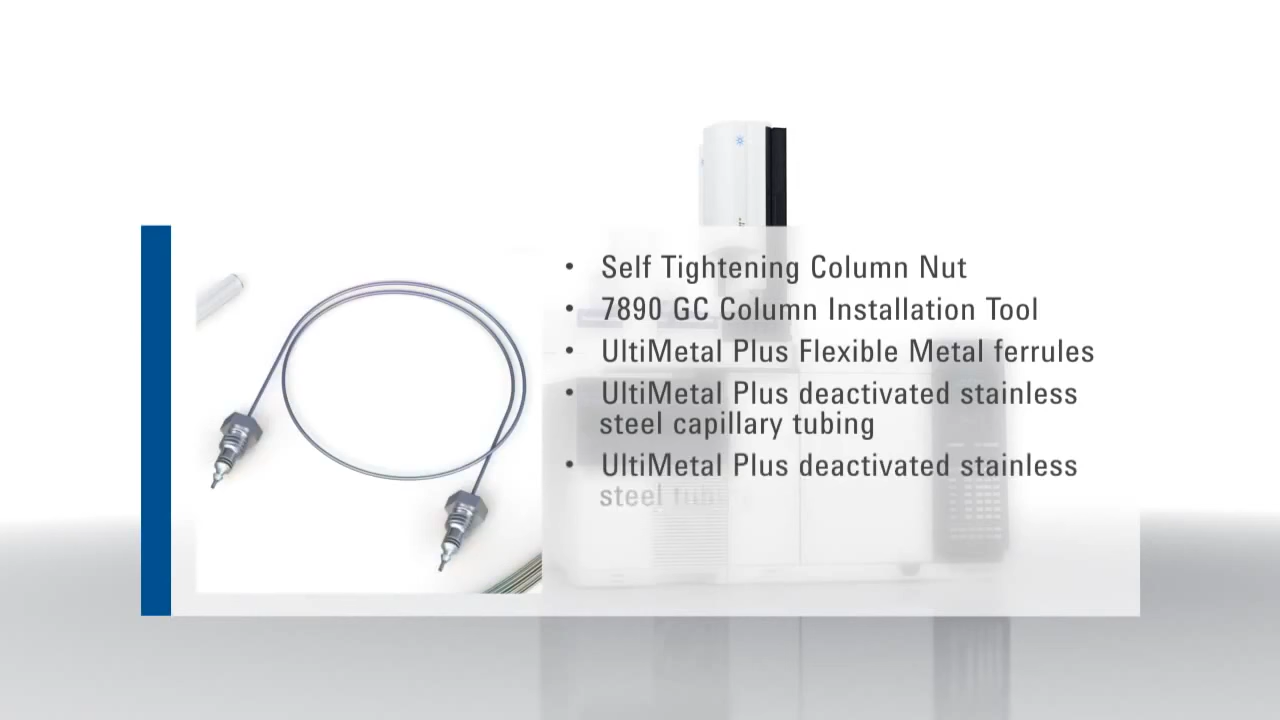 • Self Tightening Column Nut
• 7890 GC Column Installation Tool
• UltiMetal Plus Flexible Metal ferrules
• UltiMetal Plus deactivated stainless
steel capillary tubing
• UltiMetal Plus deactivated stainless
steel